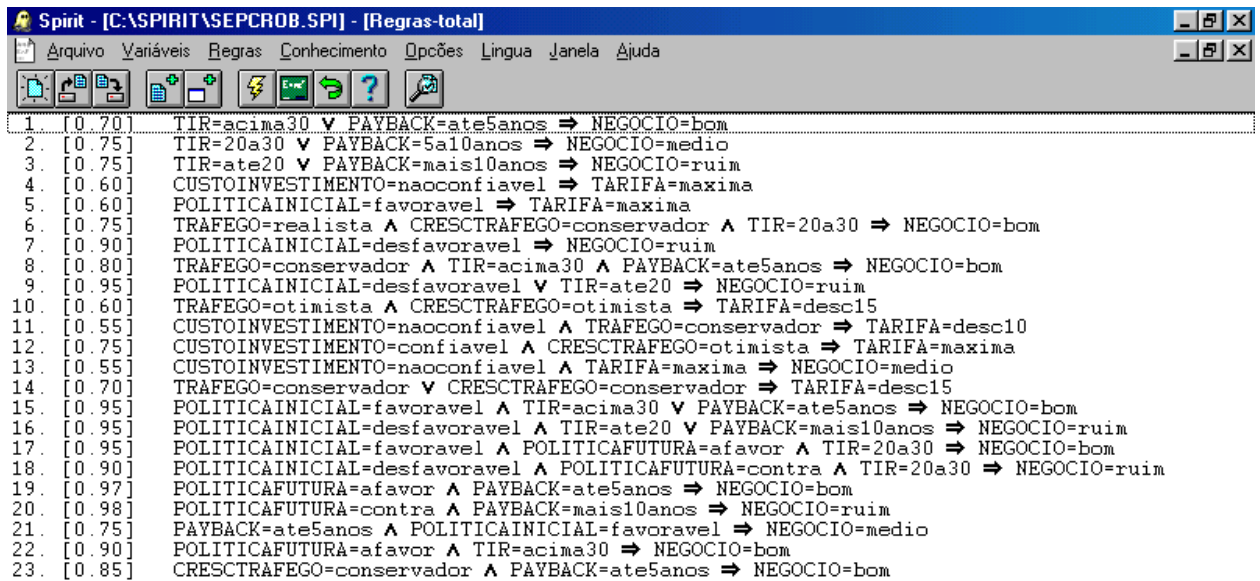 Spirit - [C:\SPIRIT\SEPCROB.SPI] - [Regras-total]
Arquivo Variáveis Regras Conhecimento Opcões Lingua Janela Ajuda
1. [0.70] TIR=acima30 ∨ PAYBACK=ate5anos ⇒ NEGOCIO=bom
2. [0.75] TIR=20a30 ∨ PAYBACK=5a10anos ⇒ NEGOCIO=medio
3. [0.75] TIR=ate20 ∨ PAYBACK=mais10anos ⇒ NEGOCIO=ruim
4. [0.60] CUSTOINVESTIMENTO=naoconfiavel ⇒ TARIFA=maxima
5. [0.60] POLITICAINICIAL=favoravel ⇒ TARIFA=maxima
6. [0.75] TRAFEGO=realista ∧ CRESCTRAFEGO=conservador ∧ TIR=20a30 ⇒ NEGOCIO=bom
7. [0.90] POLITICAINICIAL=desfavoravel ⇒ NEGOCIO=ruim
8. [0.80] TRAFEGO=conservador ∧ TIR=acima30 ∧ PAYBACK=ate5anos ⇒ NEGOCIO=bom
9. [0.95] POLITICAINICIAL=desfavoravel ∨ TIR=ate20 ⇒ NEGOCIO=ruim
10. [0.60] TRAFEGO=otimista ∧ CRESCTRAFEGO=otimista ⇒ TARIFA=desc15
11. [0.55] CUSTOINVESTIMENTO=naoconfiavel ∧ TRAFEGO=conservador ⇒ TARIFA=desc10
12. [0.75] CUSTOINVESTIMENTO=confiavel ∧ CRESCTRAFEGO=otimista ⇒ TARIFA=maxima
13. [0.55] CUSTOINVESTIMENTO=naoconfiavel ∧ TARIFA=maxima ⇒ NEGOCIO=medio
14. [0.70] TRAFEGO=conservador ∨ CRESCTRAFEGO=conservador ⇒ TARIFA=desc15
15. [0.95] POLITICAINICIAL=favoravel ∧ TIR=acima30 ∨ PAYBACK=ate5anos ⇒ NEGOCIO=bom
16. [0.95] POLITICAINICIAL=desfavoravel ∧ TIR=ate20 ∨ PAYBACK=mais10anos ⇒ NEGOCIO=ruim
17. [0.95] POLITICAINICIAL=favoravel ∧ POLITICAFUTURA=afavor ∧ TIR=20a30 ⇒ NEGOCIO=bom
18. [0.90] POLITICAINICIAL=desfavoravel ∧ POLITICAFUTURA=contra ∧ TIR=20a30 ⇒ NEGOCIO=ruim
19. [0.97] POLITICAFUTURA=afavor ∧ PAYBACK=ate5anos ⇒ NEGOCIO=bom
20. [0.98] POLITICAFUTURA=contra ∧ PAYBACK=mais10anos ⇒ NEGOCIO=ruim
21. [0.75] PAYBACK=ate5anos ∧ POLITICAINICIAL=favoravel ⇒ NEGOCIO=medio
22. [0.90] POLITICAFUTURA=afavor ∧ TIR=acima30 ⇒ NEGOCIO=bom
23. [0.85] CRESCTRAFEGO=conservador ∧ PAYBACK=ate5anos ⇒ NEGOCIO=bom